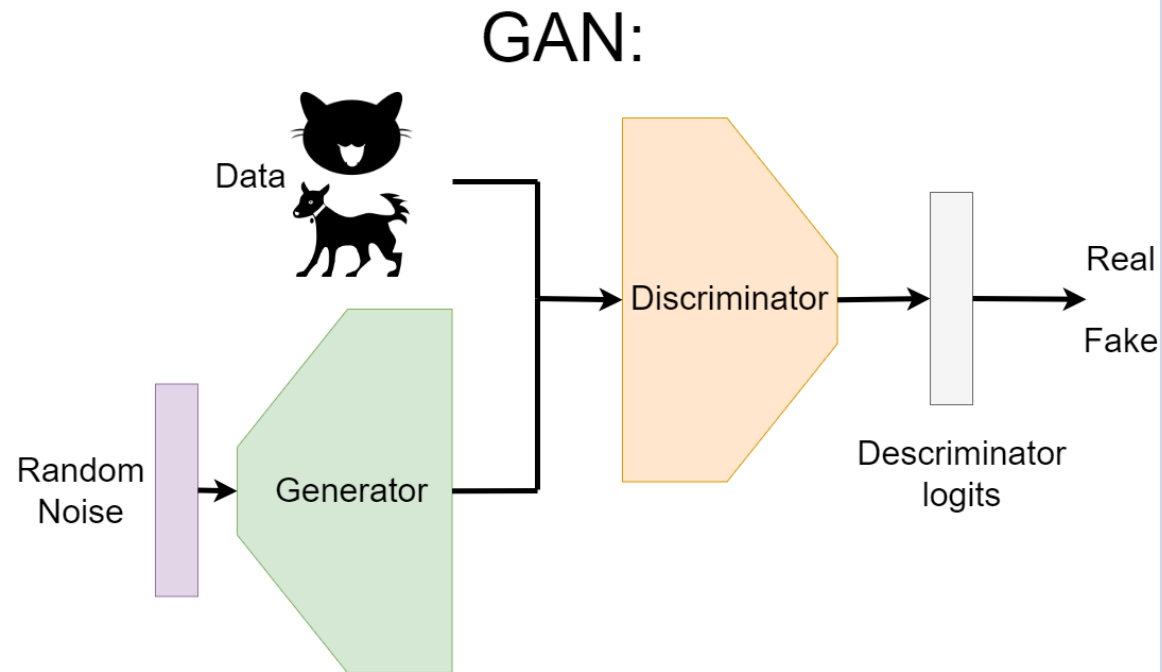 GAN:
Data
Random
Noise
Generator
Discriminator
Descriminator
logits
Real
Fake